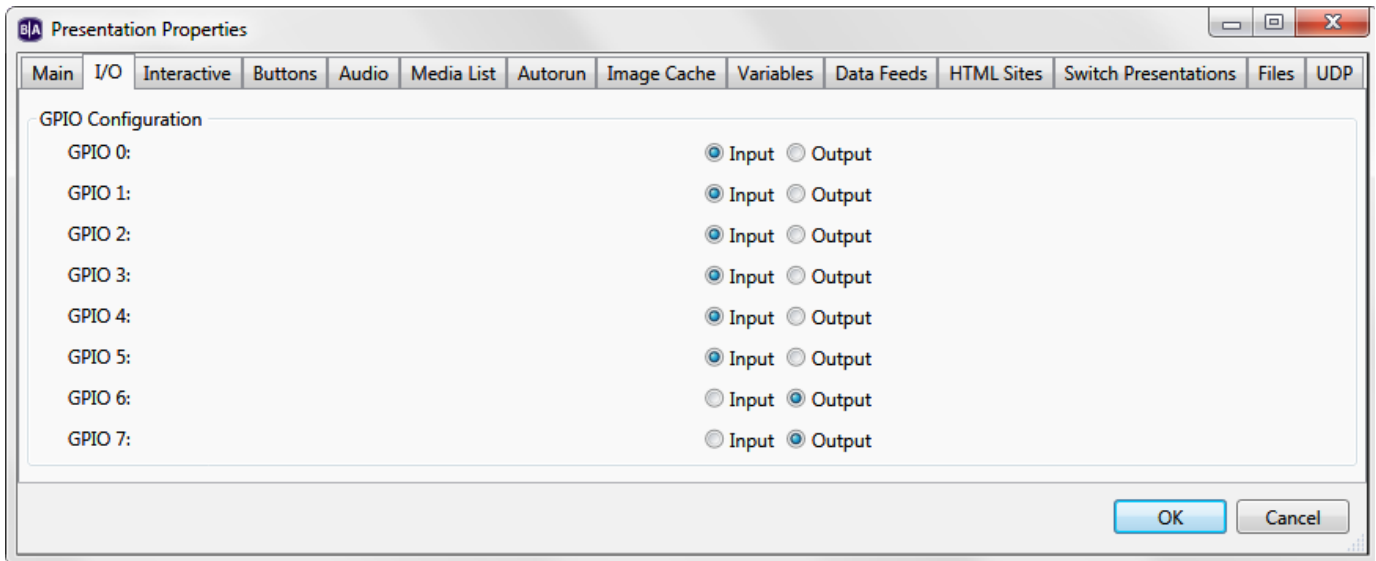 B|A Presentation Properties
Main I/O Interactive Buttons Audio Media List Autorun Image Cache Variables Data Feeds HTML Sites Switch Presentations Files UDP
GPIO Configuration
GPIO 0: Input Output
GPIO 1: Input Output
GPIO 2: Input Output
GPIO 3: Input Output
GPIO 4: Input Output
GPIO 5: Input Output
GPIO 6: Input Output
GPIO 7: Input Output
OK Cancel